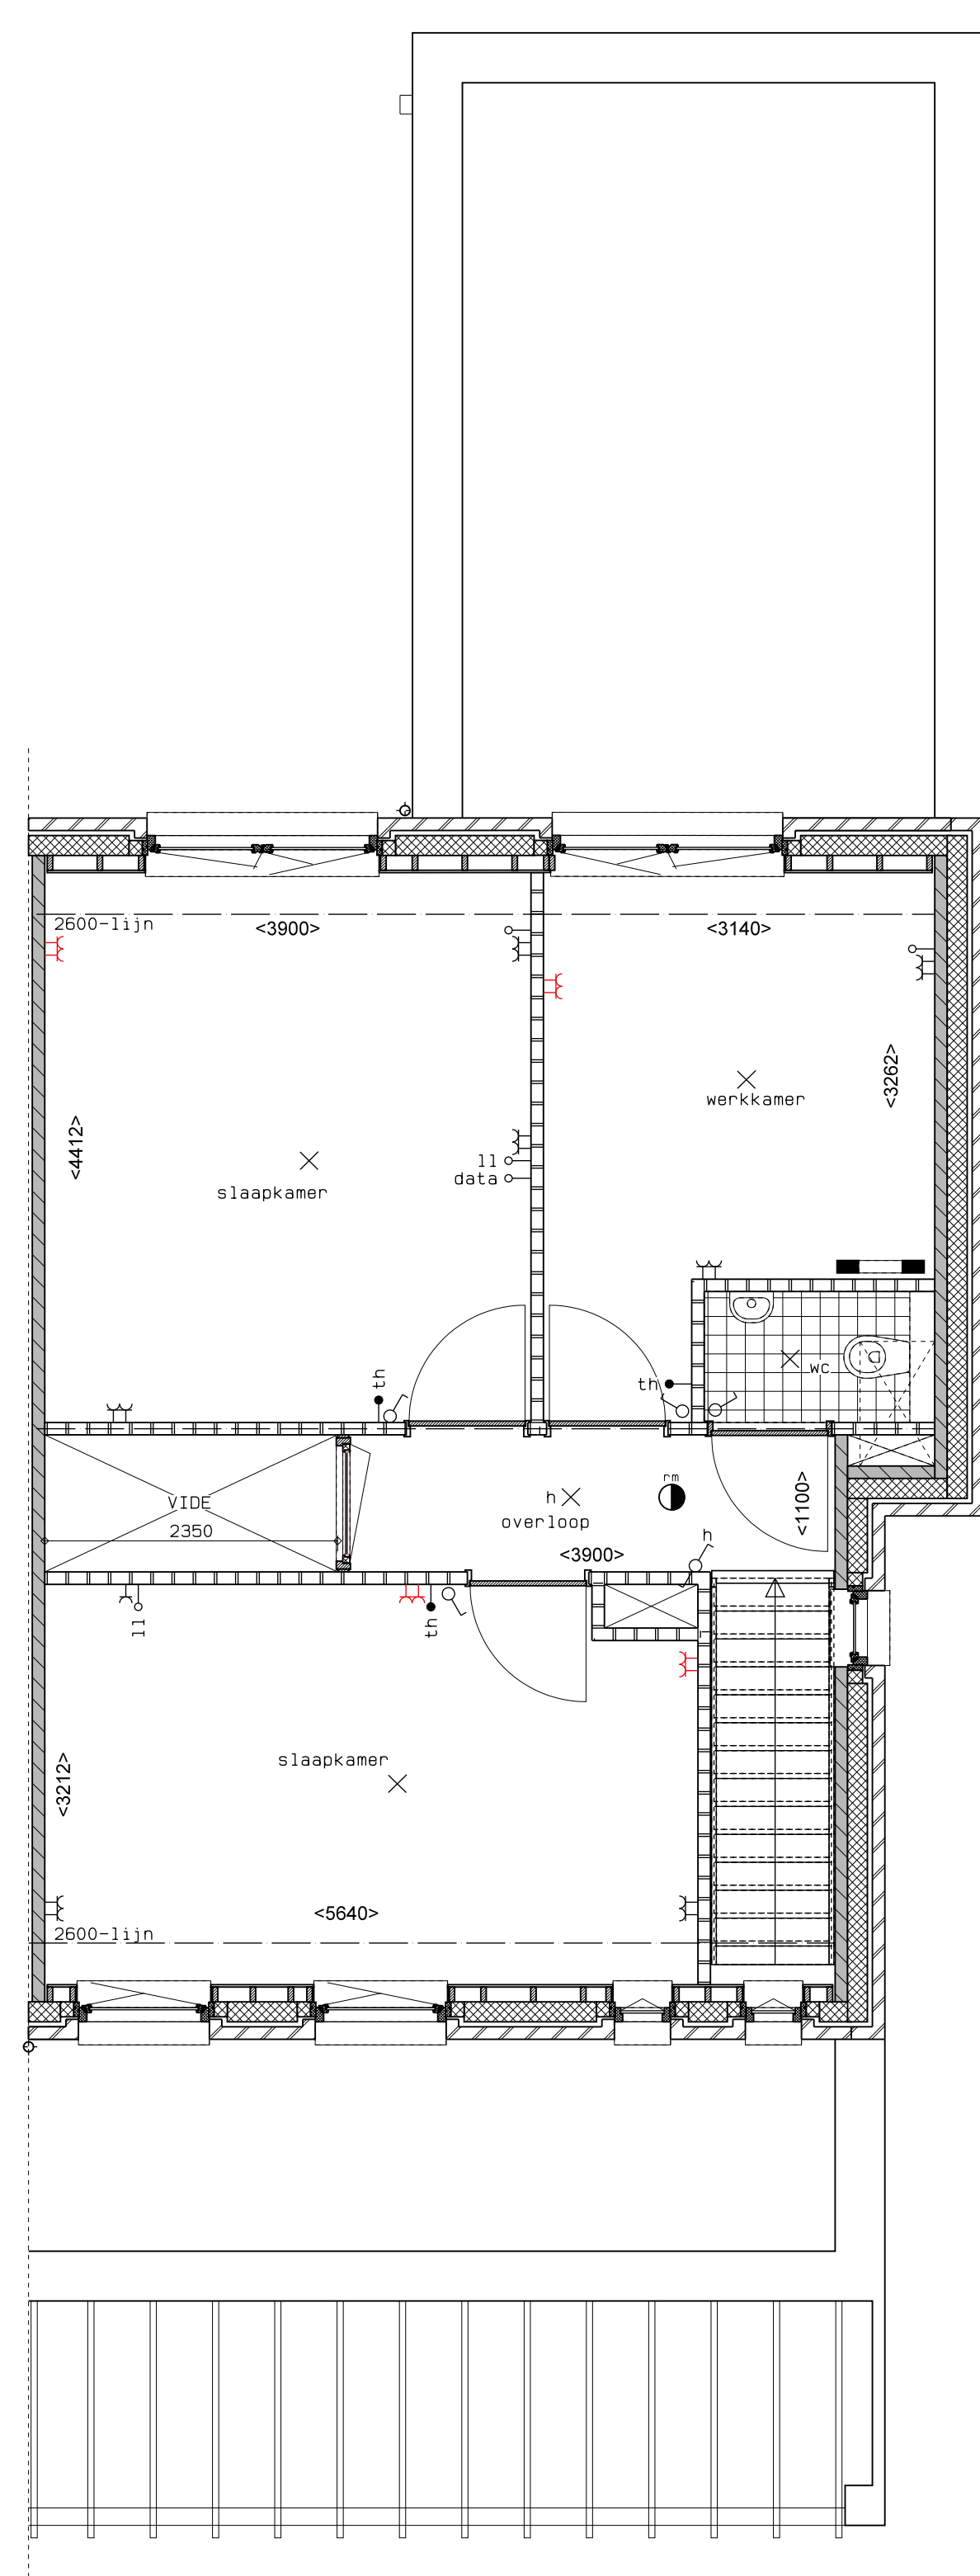 2600-lijn
<3900>
<3140>
<3262>
<4412>
werkkamer
ll
data
slaapkamer
th
th
wc
rm
VIDE
2350
h
overloop
<1100>
<3900>
h
ll
th
slaapkamer
<3212>
<5640>
2600-lijn